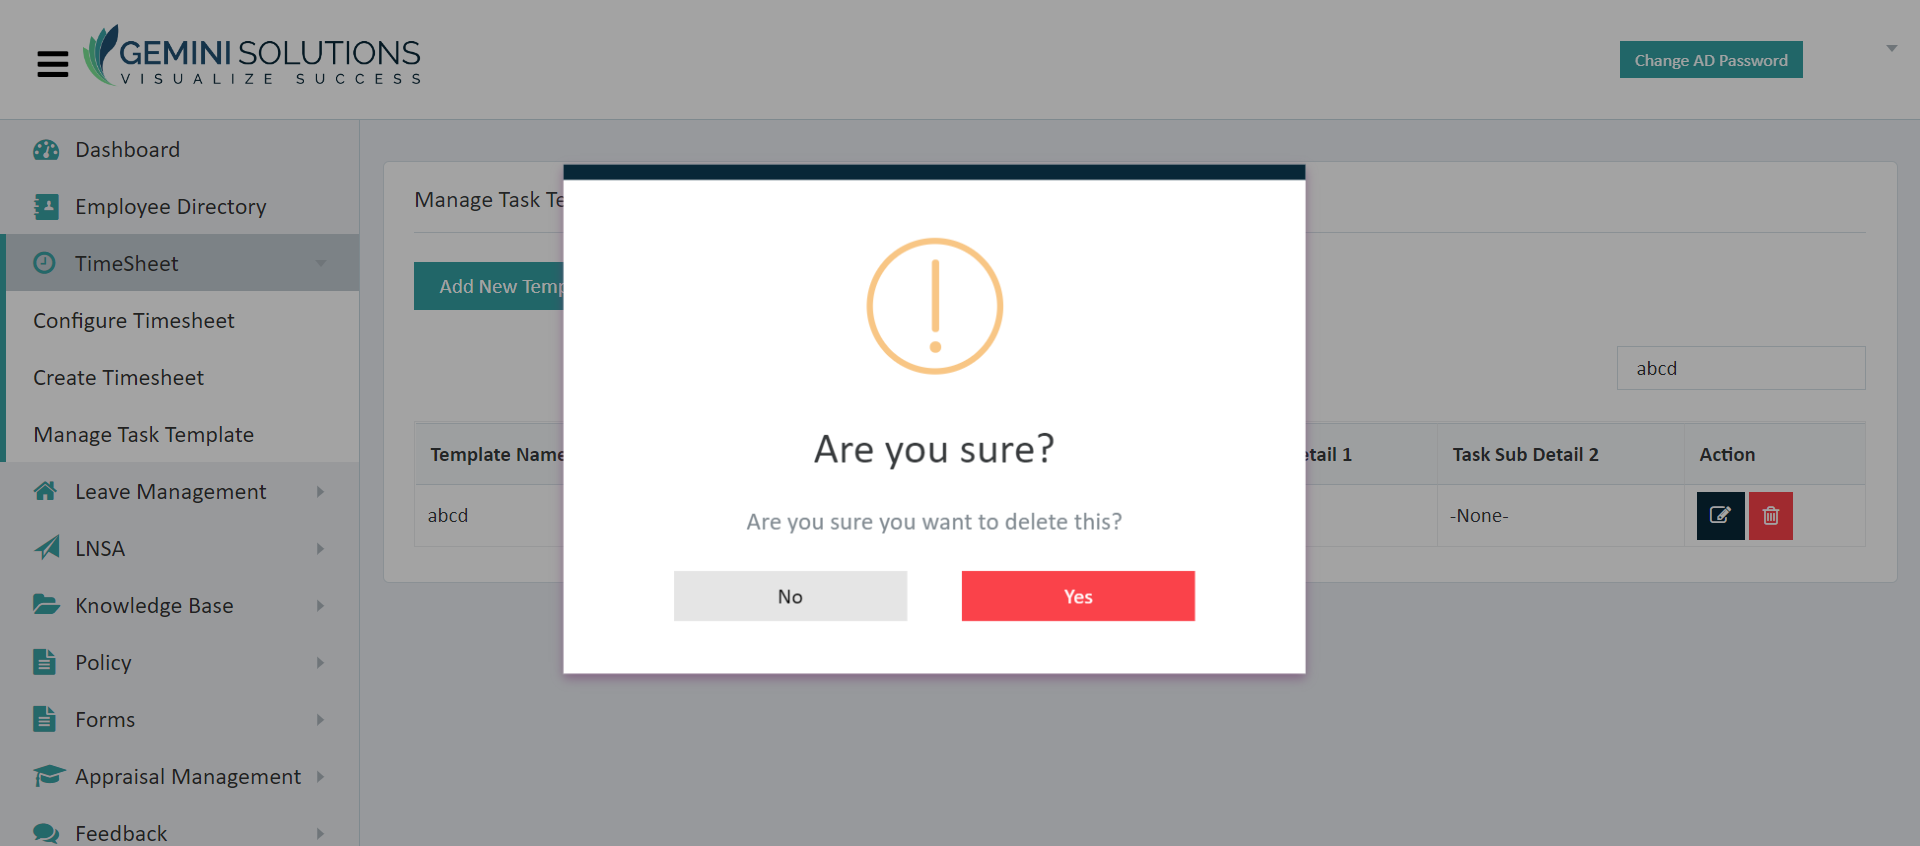 GEMINI SOLUTIONS
VISUALIZE SUCCESS
Change AD Password
Dashboard
Employee Directory
TimeSheet
Configure Timesheet
Create Timesheet
Manage Task Template
Leave Management
LNSA
Knowledge Base
Policy
Forms
Appraisal Management
Feedback
Manage Task Te
Add New Temp
abcd
Template Name
etail 1
Task Sub Detail 2
Action
abcd
-None-
Are you sure?
Are you sure you want to delete this?
No
Yes